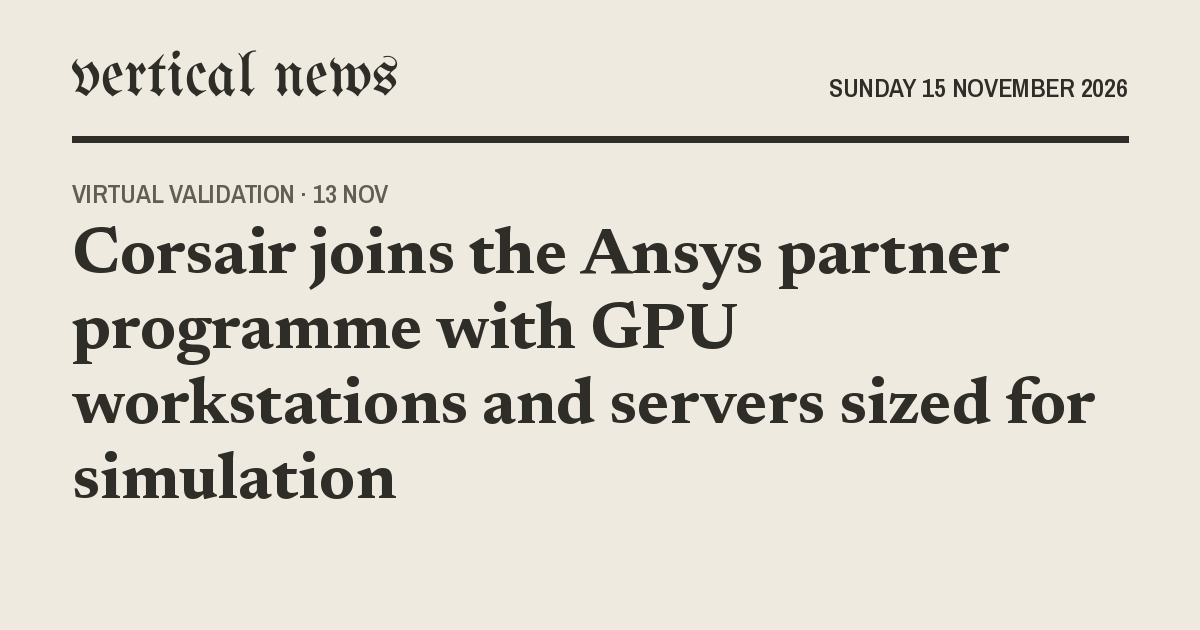 vertical news
SUNDAY 15 NOVEMBER 2026
VIRTUAL VALIDATION · 13 NOV
Corsair joins the Ansys partner
programme with GPU
workstations and servers sized for
simulation